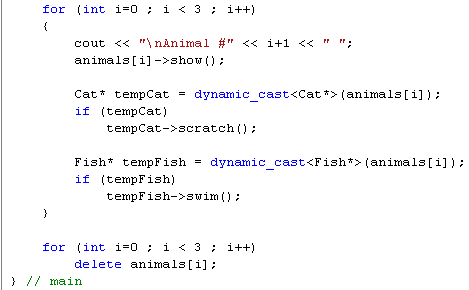 for (int i=0 ; i < 3 ; i++)
{
cout << "\nAnimal #" << i+1 << " ";
animals[i]->show();
Cat* tempCat = dynamic_cast<Cat*>(animals[i]);
if (tempCat)
tempCat->scratch();
Fish* tempFish = dynamic_cast<Fish*>(animals[i]);
if (tempFish)
tempFish->swim();
}
for (int i=0 ; i < 3 ; i++)
delete animals[i];
} // main